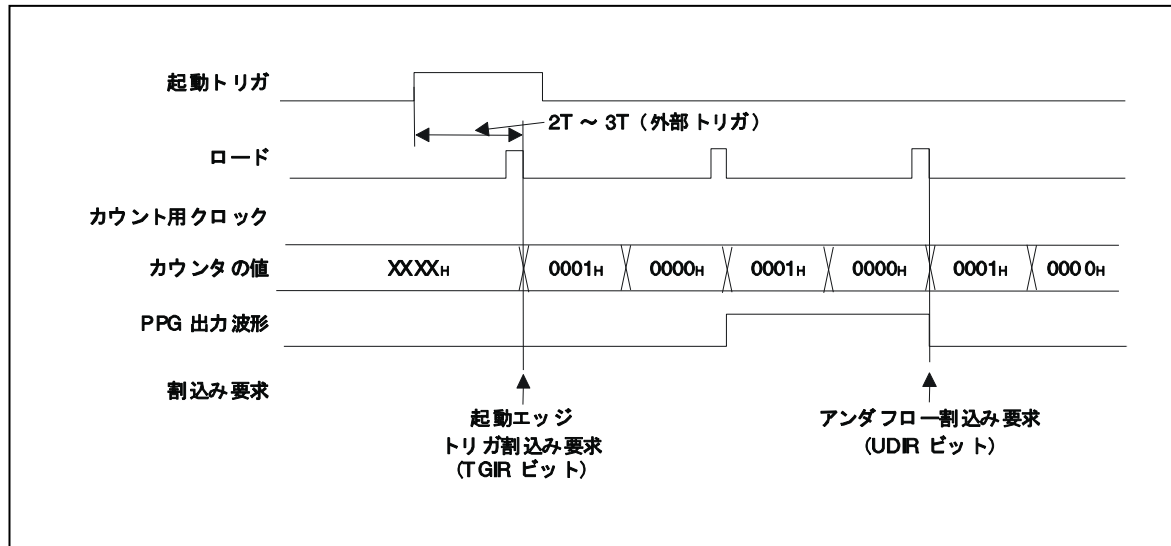 起動トリガ
2T ～ 3T（外部トリガ）
ロード
カウント用クロック
カウンタの値
XXXXH
0001H
0000H
0001H
0000H
0001H
0000H
PPG 出力波形
割込み要求
起動エッジ
トリガ割込み要求
(TGIR ビット)
アンダフロー割込み要求
(UDIR ビット)